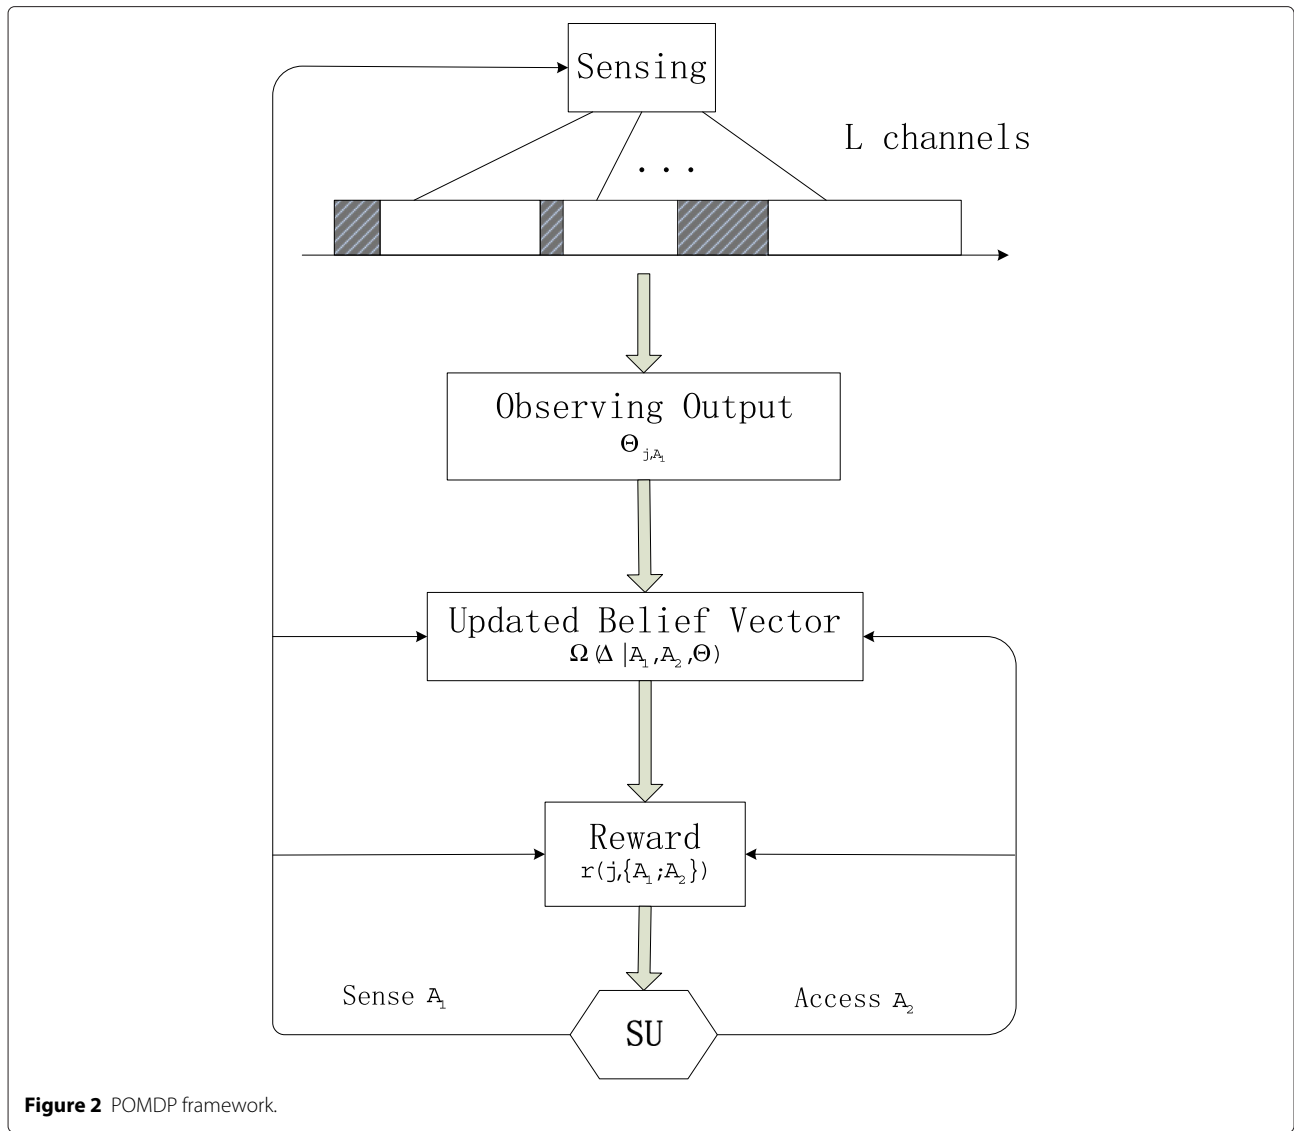 Sensing
L channels
. . .
Observing Output
Θ j,A₁
Updated Belief Vector
Ω(Δ|A₁,A₂,Θ)
Reward
r(j,{A₁;A₂})
Sense A₁
Access A₂
SU
Figure 2 POMDP framework.